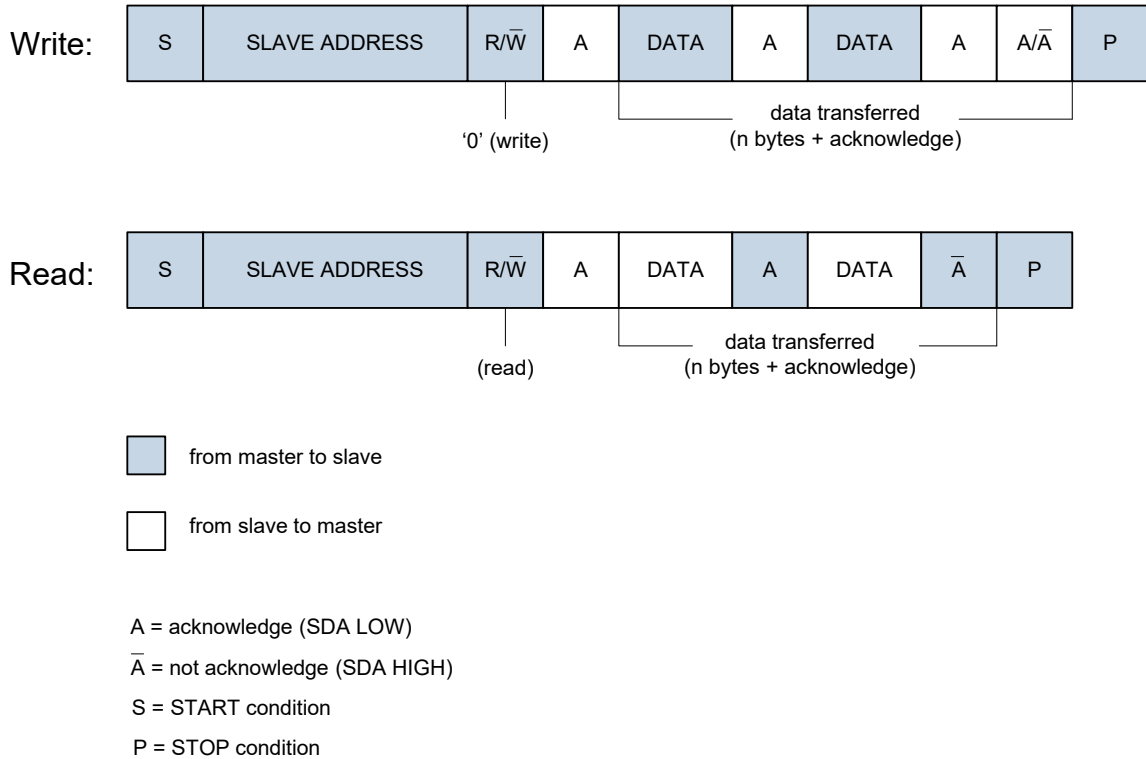 Write:
S SLAVE ADDRESS R/W̅ A DATA A DATA A A/A̅ P
‘0’ (write)
data transferred
(n bytes + acknowledge)
Read:
S SLAVE ADDRESS R/W̅ A DATA A DATA A̅ P
(read)
data transferred
(n bytes + acknowledge)
from master to slave
from slave to master
A = acknowledge (SDA LOW)
A̅ = not acknowledge (SDA HIGH)
S = START condition
P = STOP condition